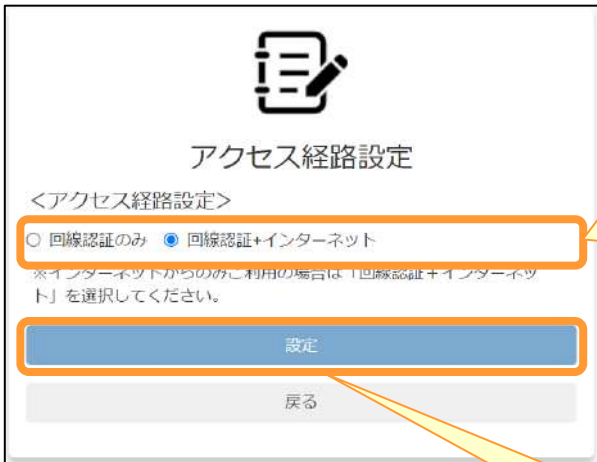 アクセス経路設定
<アクセス経路設定>
回線認証のみ 回線認証+インターネット
※インターネットからのみご利用の場合は「回線認証+インターネッ
ト」を選択してください。
設定
戻る